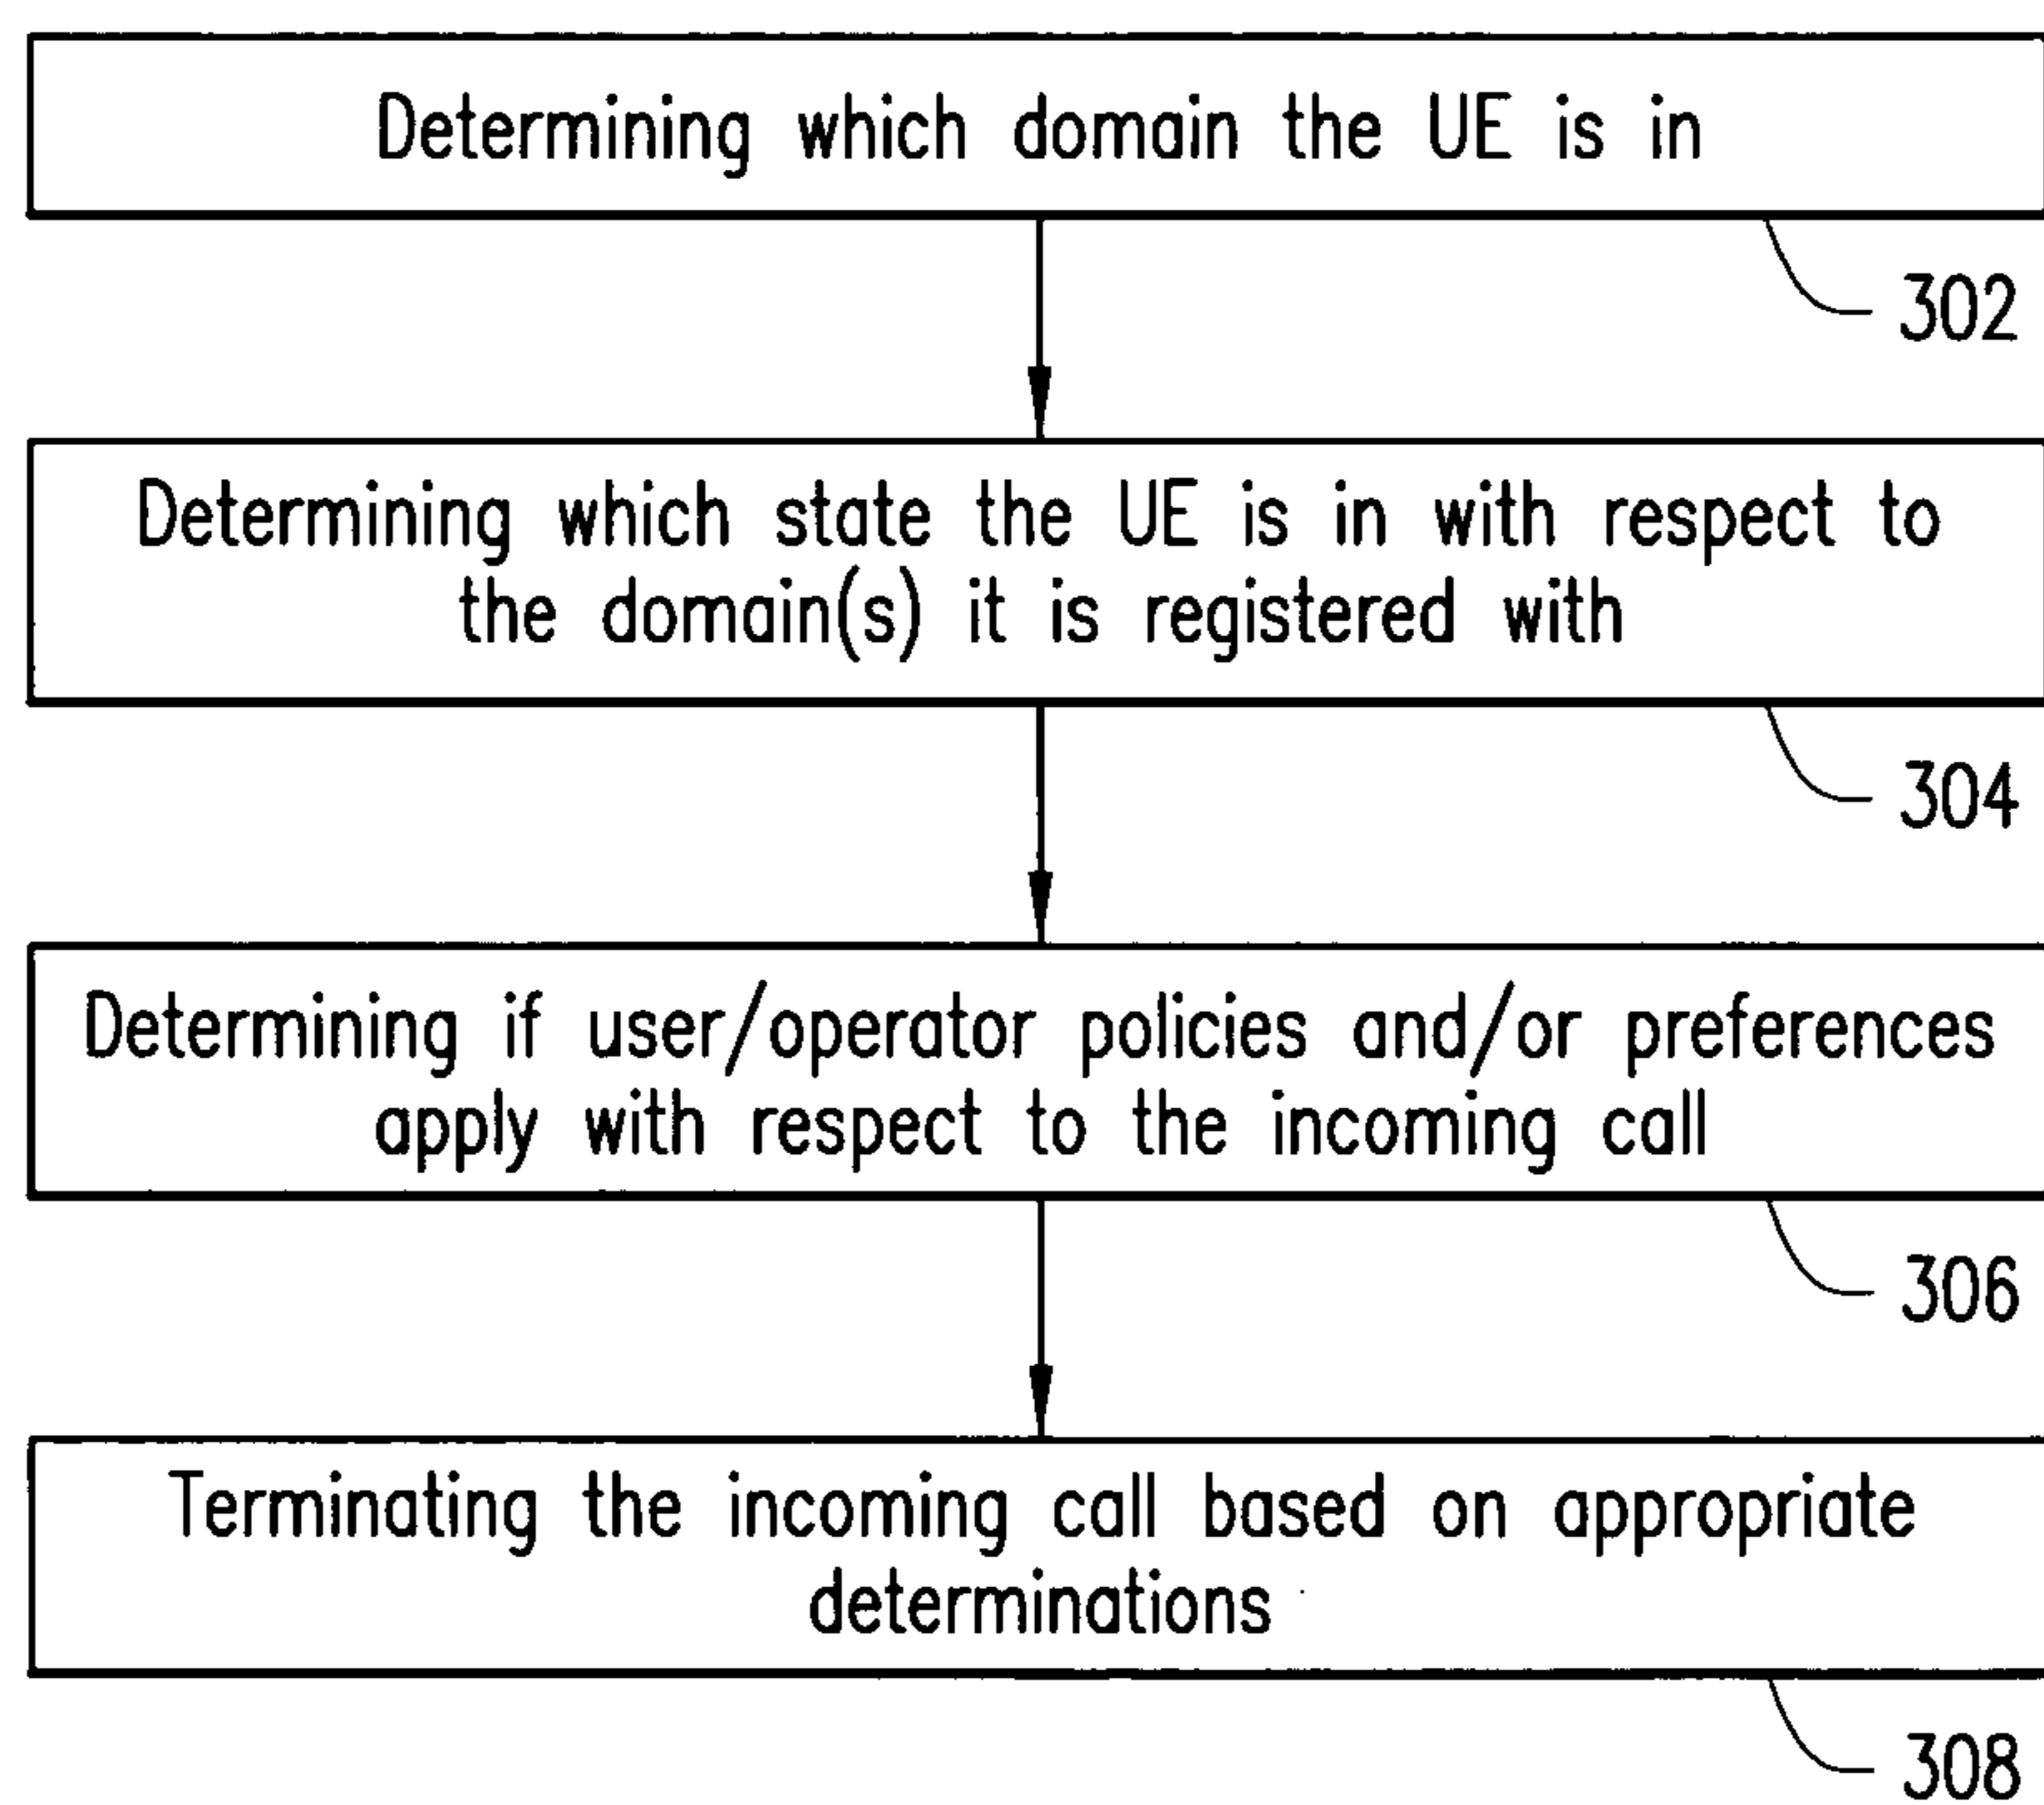 Determining which domain the UE is in
302
Determining which state the UE is in with respect to
the domain(s) it is registered with
304
Determining if user/operator policies and/or preferences
apply with respect to the incoming call
306
Terminating the incoming call based on appropriate
determinations
308